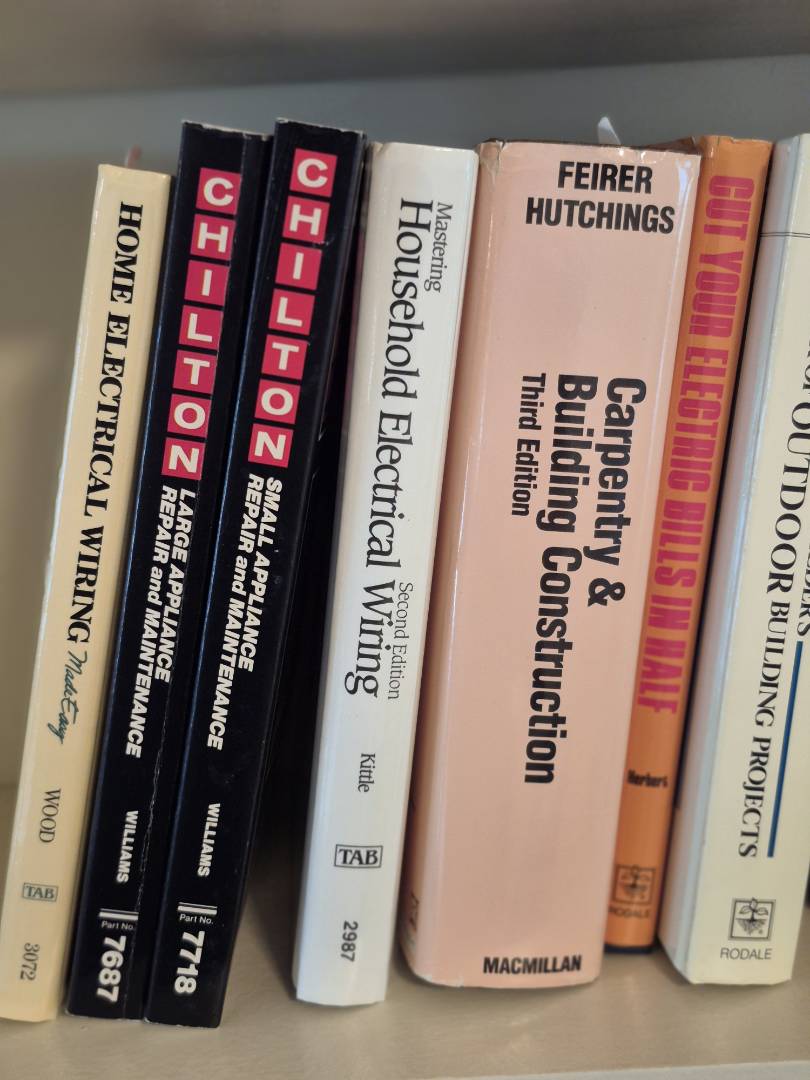 HOME ELECTRICAL WIRING Made Easy
WOOD
TAB
3072
CHILTON
LARGE APPLIANCE
REPAIR and MAINTENANCE
WILLIAMS
Part No.
7687
CHILTON
SMALL APPLIANCE
REPAIR and MAINTENANCE
WILLIAMS
Part No.
7718
Mastering
Household Electrical Wiring
Second Edition
Kittle
TAB
2987
FEIRER
HUTCHINGS
Carpentry &
Building Construction
Third Edition
MACMILLAN
CUT YOUR ELECTRIC BILLS IN HALF
Herbert
RODALE
OUTDOOR BUILDING PROJECTS
RODALE